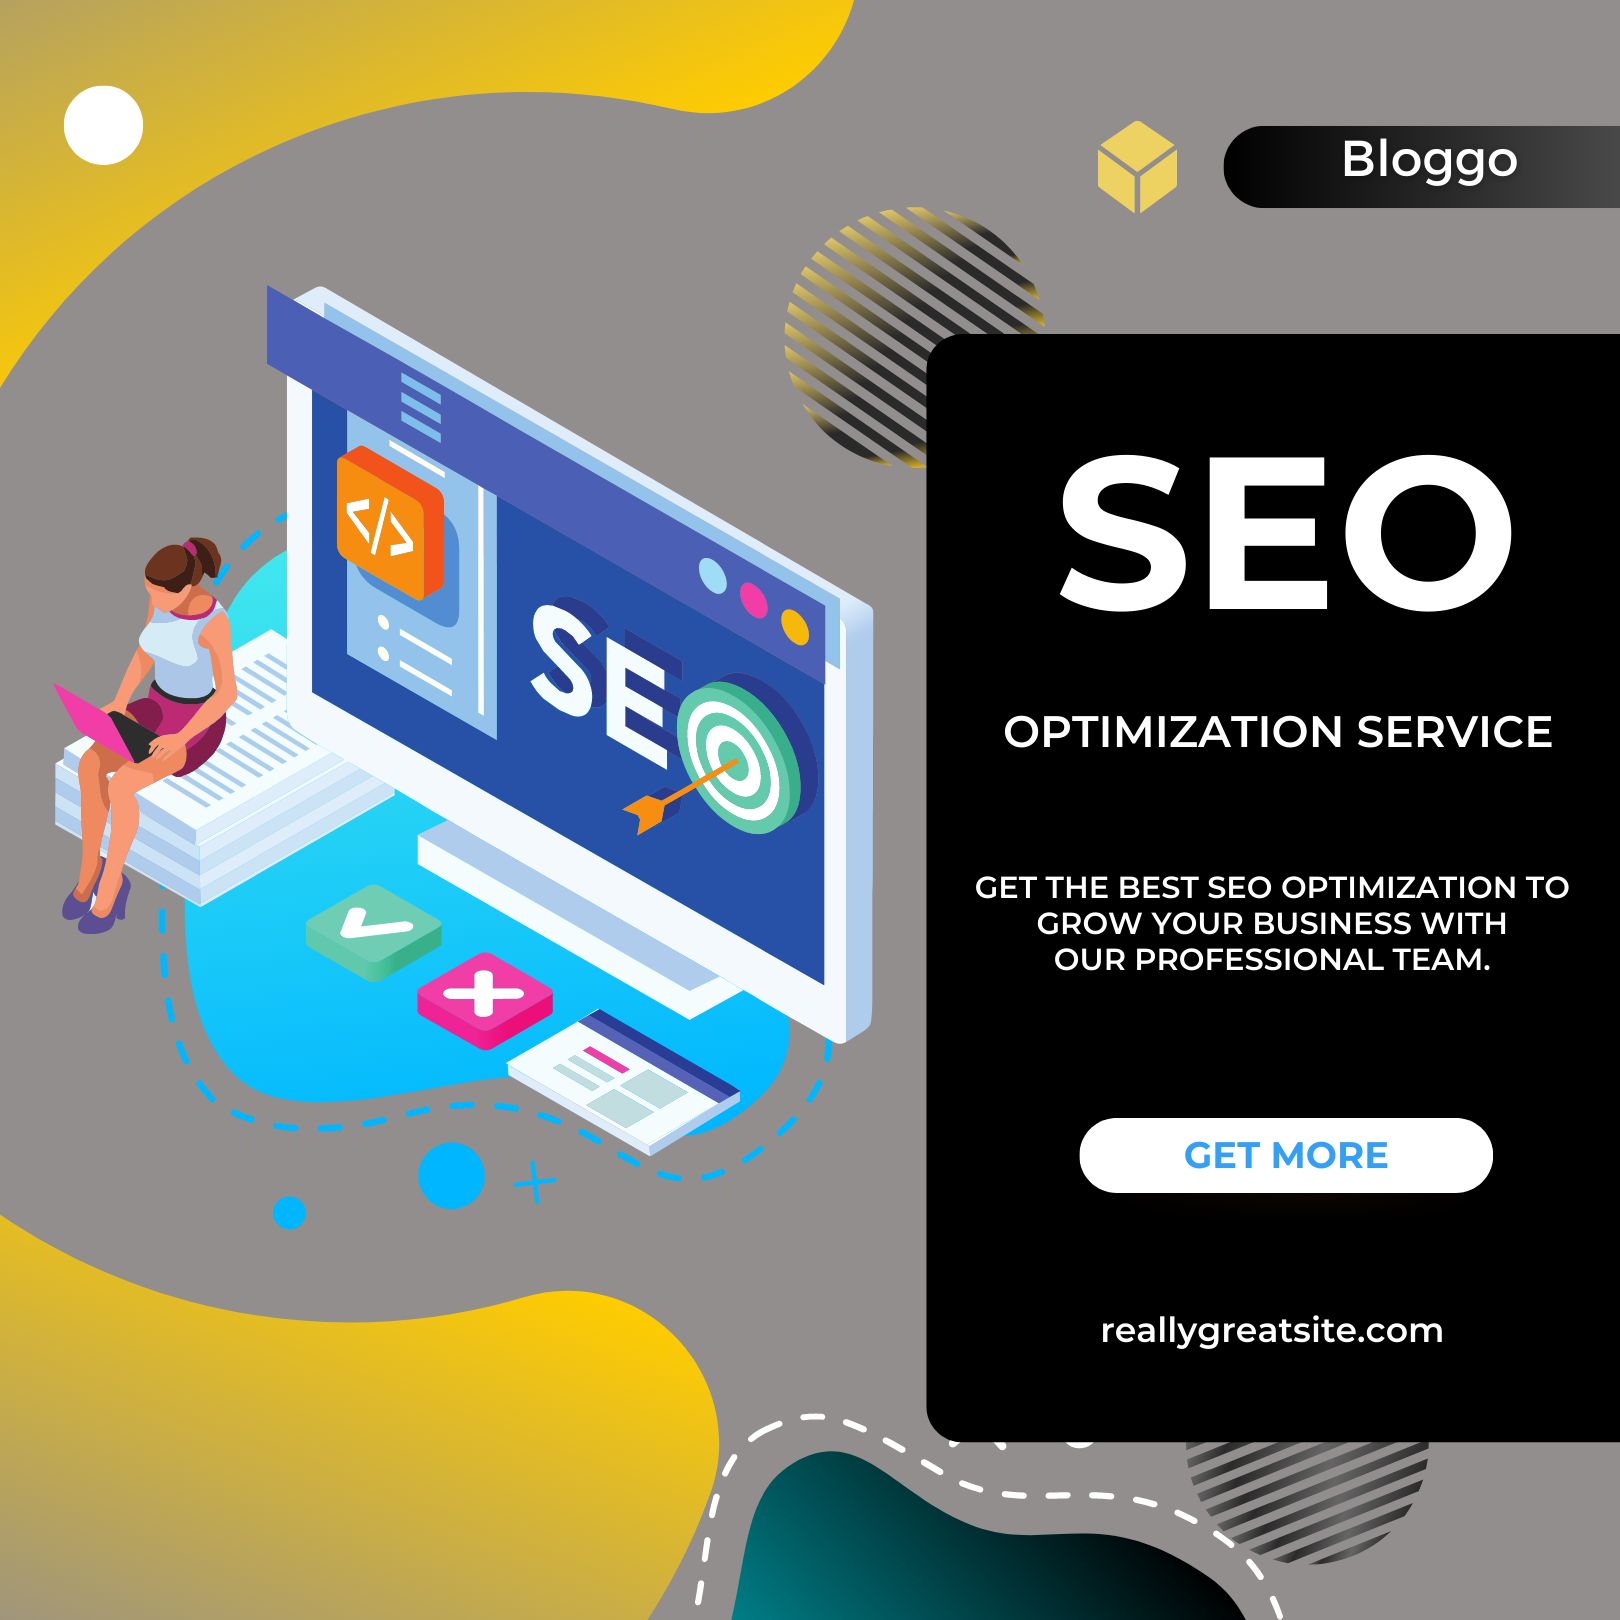 Bloggo
</>
SE
SEO
OPTIMIZATION SERVICE
GET THE BEST SEO OPTIMIZATION TO
GROW YOUR BUSINESS WITH
OUR PROFESSIONAL TEAM.
GET MORE
reallygreatsite.com